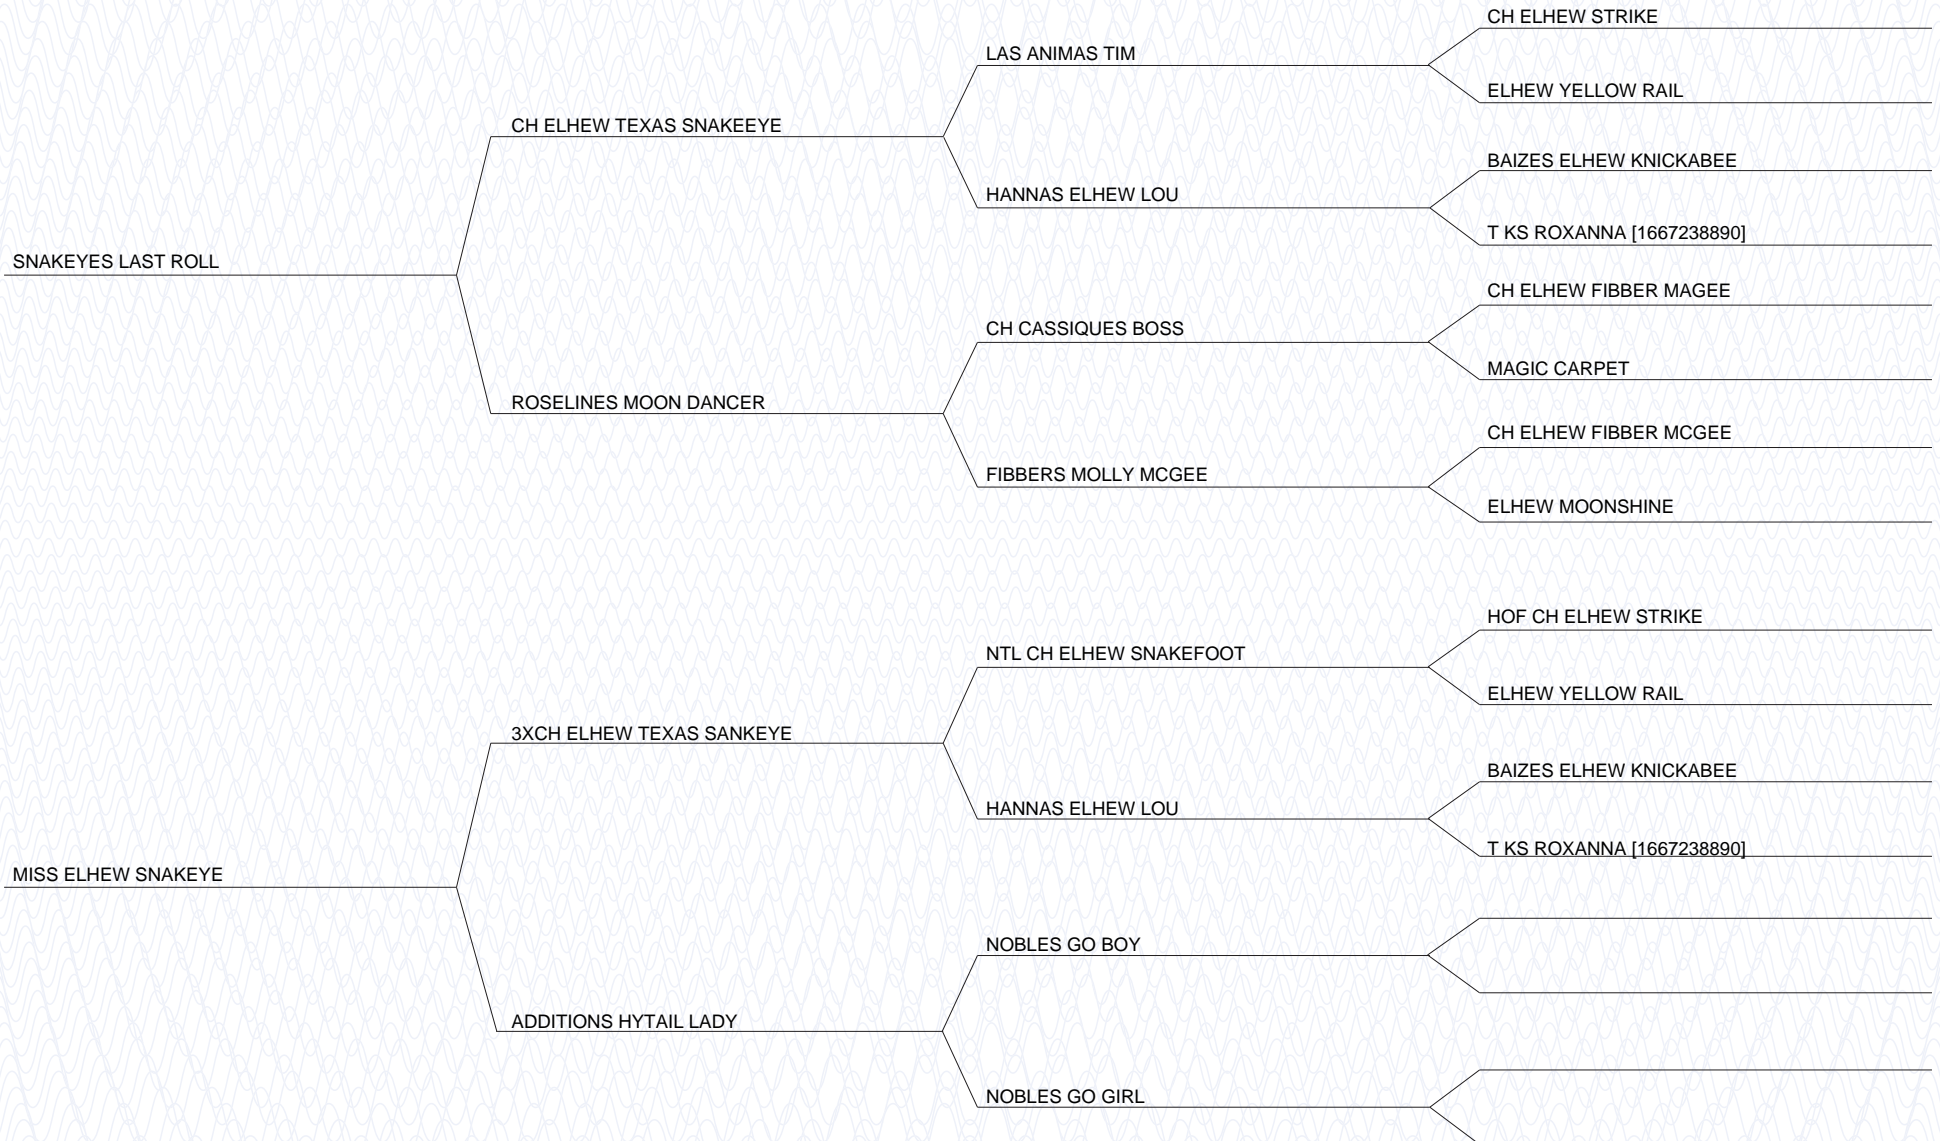 CH ELHEW STRIKE
LAS ANIMAS TIM
ELHEW YELLOW RAIL
CH ELHEW TEXAS SNAKEEYE
BAIZES ELHEW KNICKABEE
HANNAS ELHEW LOU
T KS ROXANNA [1667238890]
SNAKEYES LAST ROLL
CH ELHEW FIBBER MAGEE
CH CASSIQUES BOSS
MAGIC CARPET
ROSELINES MOON DANCER
CH ELHEW FIBBER MCGEE
FIBBERS MOLLY MCGEE
ELHEW MOONSHINE
HOF CH ELHEW STRIKE
NTL CH ELHEW SNAKEFOOT
ELHEW YELLOW RAIL
3XCH ELHEW TEXAS SANKEYE
BAIZES ELHEW KNICKABEE
HANNAS ELHEW LOU
T KS ROXANNA [1667238890]
MISS ELHEW SNAKEYE
NOBLES GO BOY
ADDITIONS HYTAIL LADY
NOBLES GO GIRL